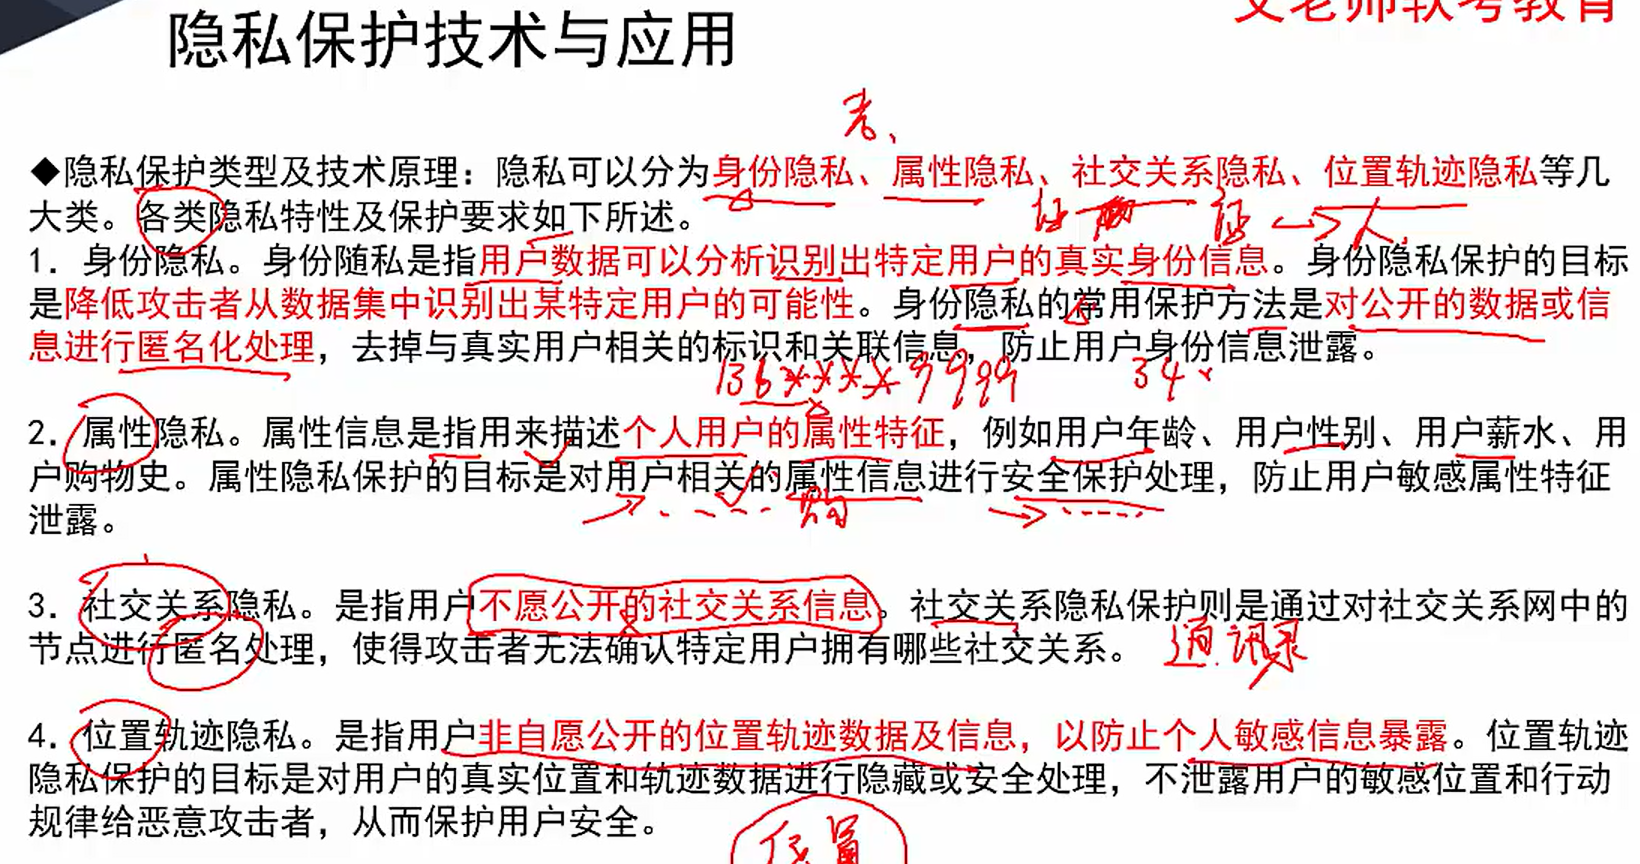 隐私保护技术与应用
文老师软考教育
考、
◆隐私保护类型及技术原理：隐私可以分为身份隐私、属性隐私、社交关系隐私、位置轨迹隐私等几
大类。各类隐私特性及保护要求如下所述。
1．身份隐私。身份随私是指用户数据可以分析识别出特定用户的真实身份信息。身份隐私保护的目标
是降低攻击者从数据集中识别出某特定用户的可能性。身份隐私的常用保护方法是对公开的数据或信
息进行匿名化处理，去掉与真实用户相关的标识和关联信息，防止用户身份信息泄露。
136××××9999 34
2．属性隐私。属性信息是指用来描述个人用户的属性特征，例如用户年龄、用户性别、用户薪水、用
户购物史。属性隐私保护的目标是对用户相关的属性信息进行安全保护处理，防止用户敏感属性特征
泄露。
3．社交关系隐私。是指用户不愿公开的社交关系信息。社交关系隐私保护则是通过对社交关系网中的
节点进行匿名处理，使得攻击者无法确认特定用户拥有哪些社交关系。
通讯录
4．位置轨迹隐私。是指用户非自愿公开的位置轨迹数据及信息，以防止个人敏感信息暴露。位置轨迹
隐私保护的目标是对用户的真实位置和轨迹数据进行隐藏或安全处理，不泄露用户的敏感位置和行动
规律给恶意攻击者，从而保护用户安全。